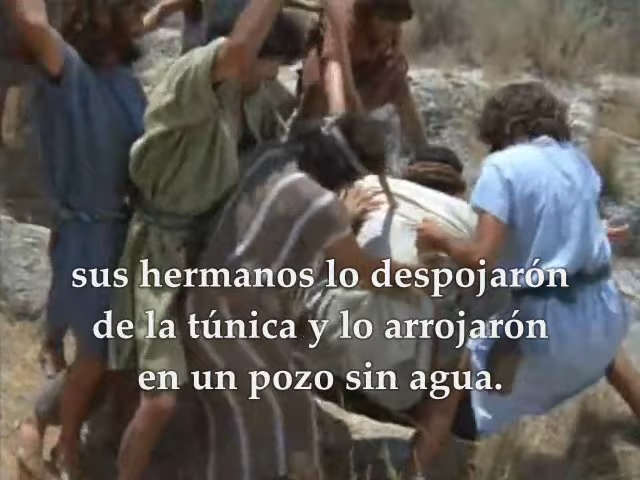 sus hermanos lo despojarón
de la túnica y lo arrojarón
en un pozo sin agua.